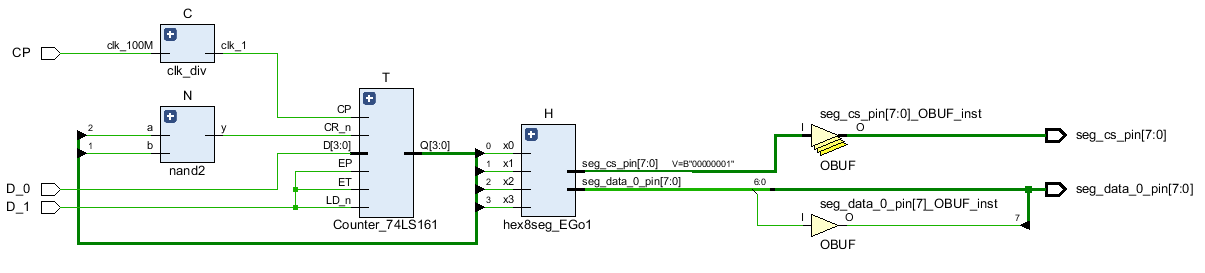 C
CP
clk_100M
clk_1
clk_div
N
2
a
y
1
b
nand2
D_0
D_1
T
CP
CR_n
D[3:0]
Q[3:0]
EP
ET
LD_n
Counter_74LS161
H
0
x0
1
x1
2
x2
3
x3
hex8seg_EGo1
seg_cs_pin[7:0]
V=B"00000001"
seg_data_0_pin[7:0]
6:0
seg_cs_pin[7:0]_OBUF_inst
I
O
OBUF
seg_cs_pin[7:0]
seg_data_0_pin[7:0]
seg_data_0_pin[7]_OBUF_inst
I
O
7
OBUF